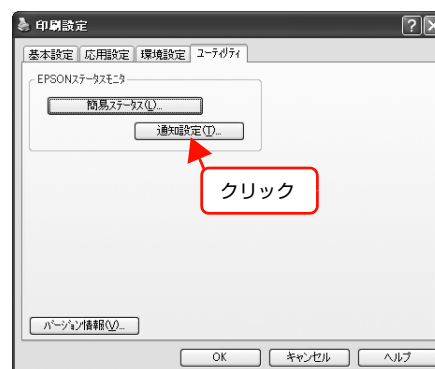 印刷設定
基本設定 応用設定 環境設定 ユーティリティ
EPSONステータスモニタ
簡易ステータス(L)...
通知設定(T)...
クリック
バージョン情報(V)...
OK キャンセル ヘルプ